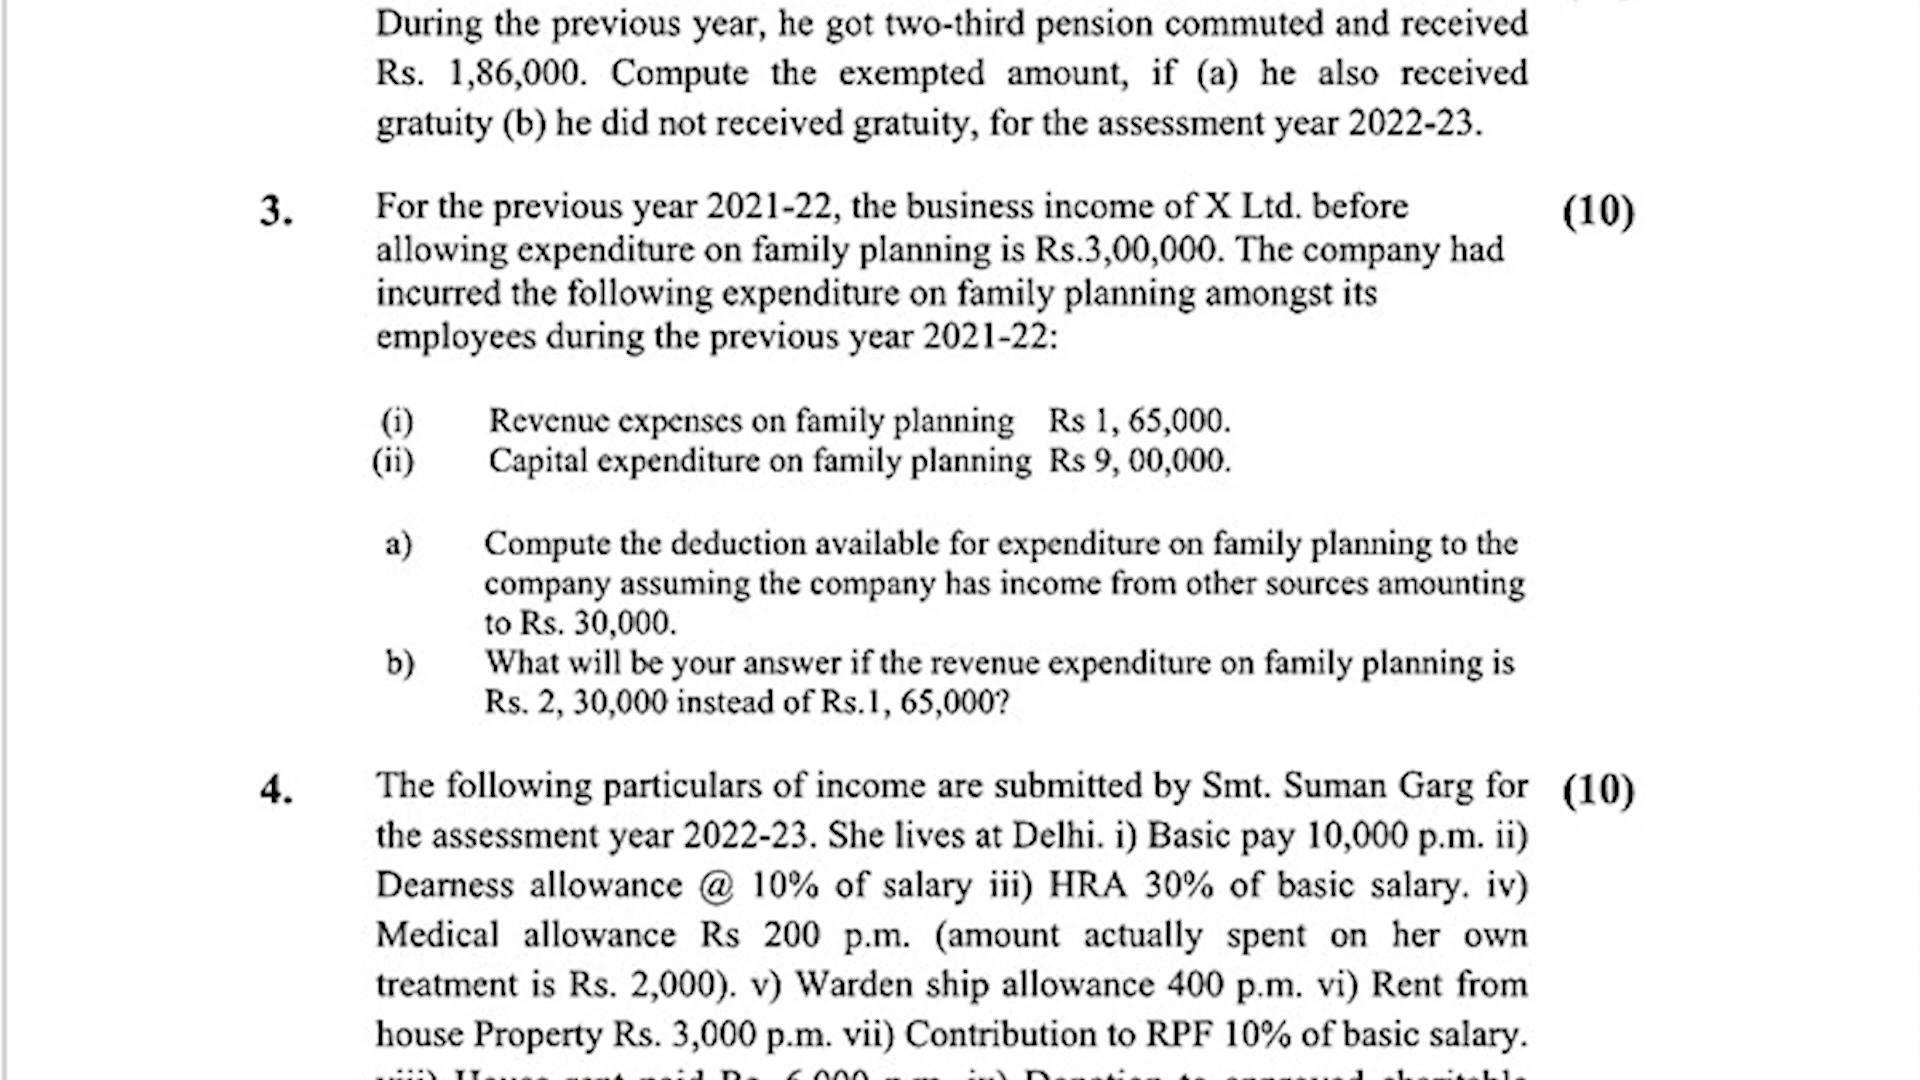 During the previous year, he got two-third pension commuted and received
Rs. 1,86,000. Compute the exempted amount, if (a) he also received
gratuity (b) he did not received gratuity, for the assessment year 2022-23.
3. For the previous year 2021-22, the business income of X Ltd. before (10)
allowing expenditure on family planning is Rs.3,00,000. The company had
incurred the following expenditure on family planning amongst its
employees during the previous year 2021-22:
(i) Revenue expenses on family planning Rs 1, 65,000.
(ii) Capital expenditure on family planning Rs 9, 00,000.
a) Compute the deduction available for expenditure on family planning to the
company assuming the company has income from other sources amounting
to Rs. 30,000.
b) What will be your answer if the revenue expenditure on family planning is
Rs. 2, 30,000 instead of Rs.1, 65,000?
4. The following particulars of income are submitted by Smt. Suman Garg for (10)
the assessment year 2022-23. She lives at Delhi. i) Basic pay 10,000 p.m. ii)
Dearness allowance @ 10% of salary iii) HRA 30% of basic salary. iv)
Medical allowance Rs 200 p.m. (amount actually spent on her own
treatment is Rs. 2,000). v) Warden ship allowance 400 p.m. vi) Rent from
house Property Rs. 3,000 p.m. vii) Contribution to RPF 10% of basic salary.